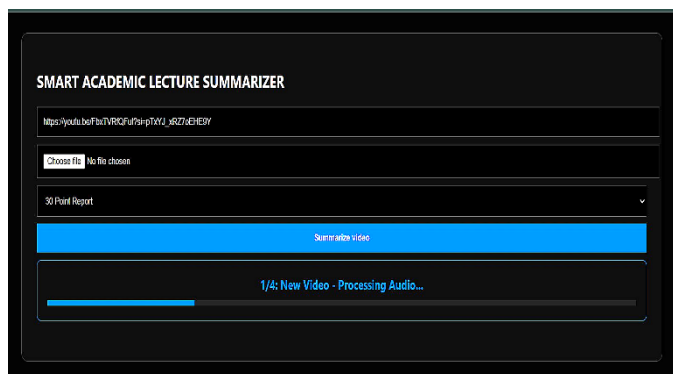 SMART ACADEMIC LECTURE SUMMARIZER
https://youtu.be/FbxTVRfQFuI?si=pTxYJ_xRZ7oEHE9Y
Choose file No file chosen
30 Point Report
Summarize video
1/4: New Video - Processing Audio...